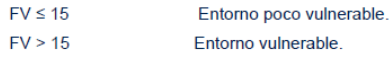 FV ≤ 15 Entorno poco vulnerable.
FV > 15 Entorno vulnerable.